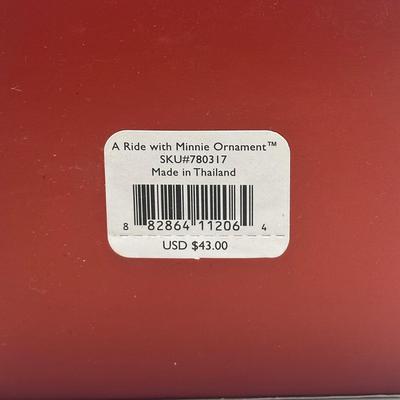 A Ride with Minnie Ornament™
SKU#780317
Made in Thailand
8 82864 11206 4
USD $43.00